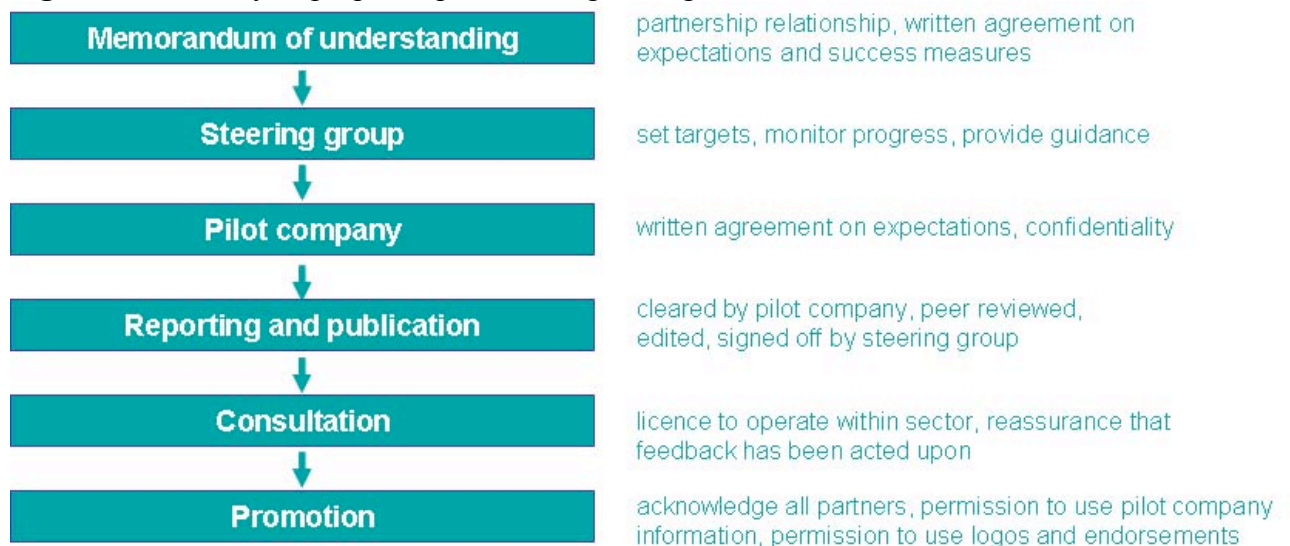 Memorandum of understanding
partnership relationship, written agreement on
expectations and success measures
Steering group
set targets, monitor progress, provide guidance
Pilot company
written agreement on expectations, confidentiality
Reporting and publication
cleared by pilot company, peer reviewed,
edited, signed off by steering group
Consultation
licence to operate within sector, reassurance that
feedback has been acted upon
Promotion
acknowledge all partners, permission to use pilot company
information, permission to use logos and endorsements